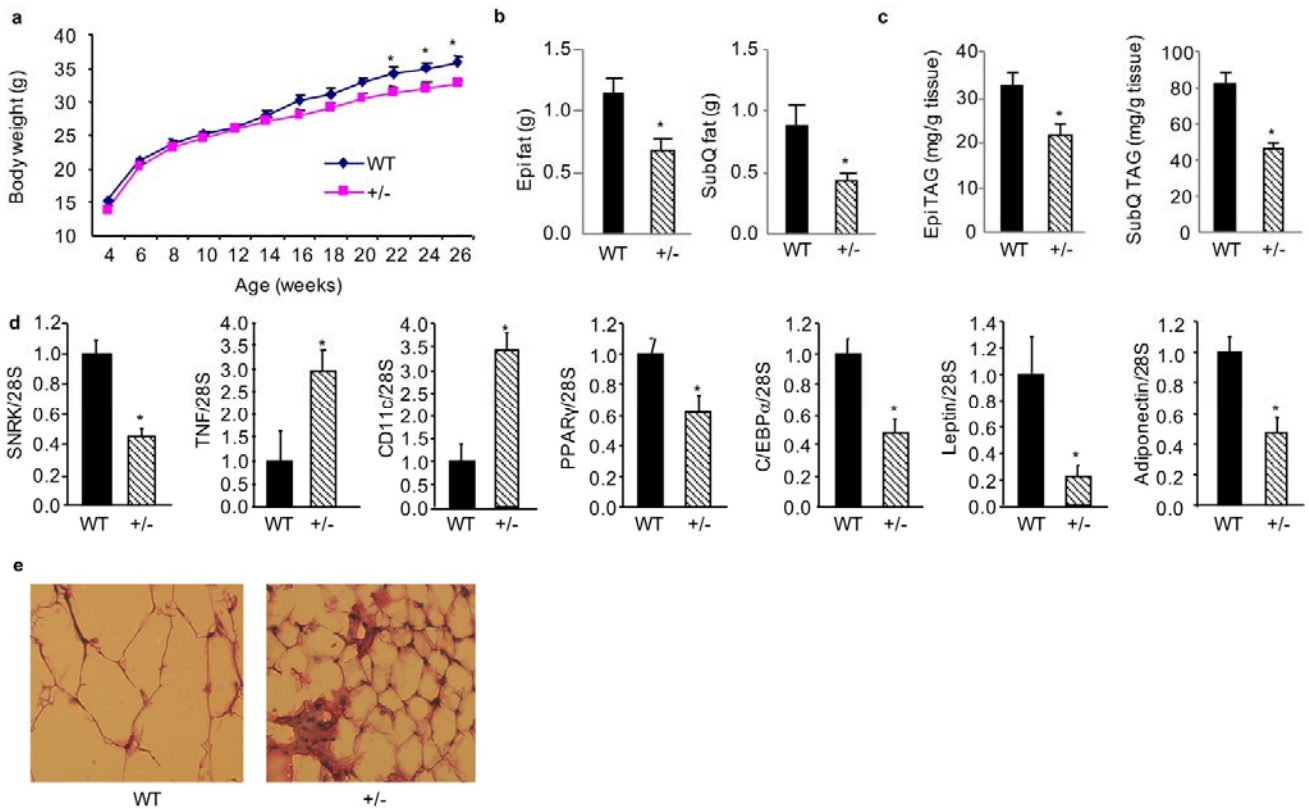 a
Body weight (g)
40
35
30
25
20
15
10
* * *
WT
+/-
4 6 8 10 12 14 16 18 20 22 24 26
Age (weeks)
b
Epi fat (g)
1.5
1.0
0.5
0.0
*
WT +/-
SubQ fat (g)
1.5
1.0
0.5
0.0
*
WT +/-
c
Epi TAG (mg/g tissue)
40
30
20
10
0
*
WT +/-
SubQ TAG (mg/g tissue)
100
80
60
40
20
0
*
WT +/-
d
SNRK/28S
1.2
1.0
0.8
0.6
0.4
0.2
0.0
*
WT +/-
TNF/28S
4.0
3.5
3.0
2.5
2.0
1.5
1.0
0.5
0.0
*
WT +/-
CD11c/28S
4.0
3.5
3.0
2.5
2.0
1.5
1.0
0.5
0.0
*
WT +/-
PPARγ/28S
1.2
1.0
0.8
0.6
0.4
0.2
0.0
*
WT +/-
C/EBPα/28S
1.2
1.0
0.8
0.6
0.4
0.2
0.0
*
WT +/-
Leptin/28S
1.4
1.2
1.0
0.8
0.6
0.4
0.2
0.0
*
WT +/-
Adiponectin/28S
1.2
1.0
0.8
0.6
0.4
0.2
0.0
*
WT +/-
e
WT +/-